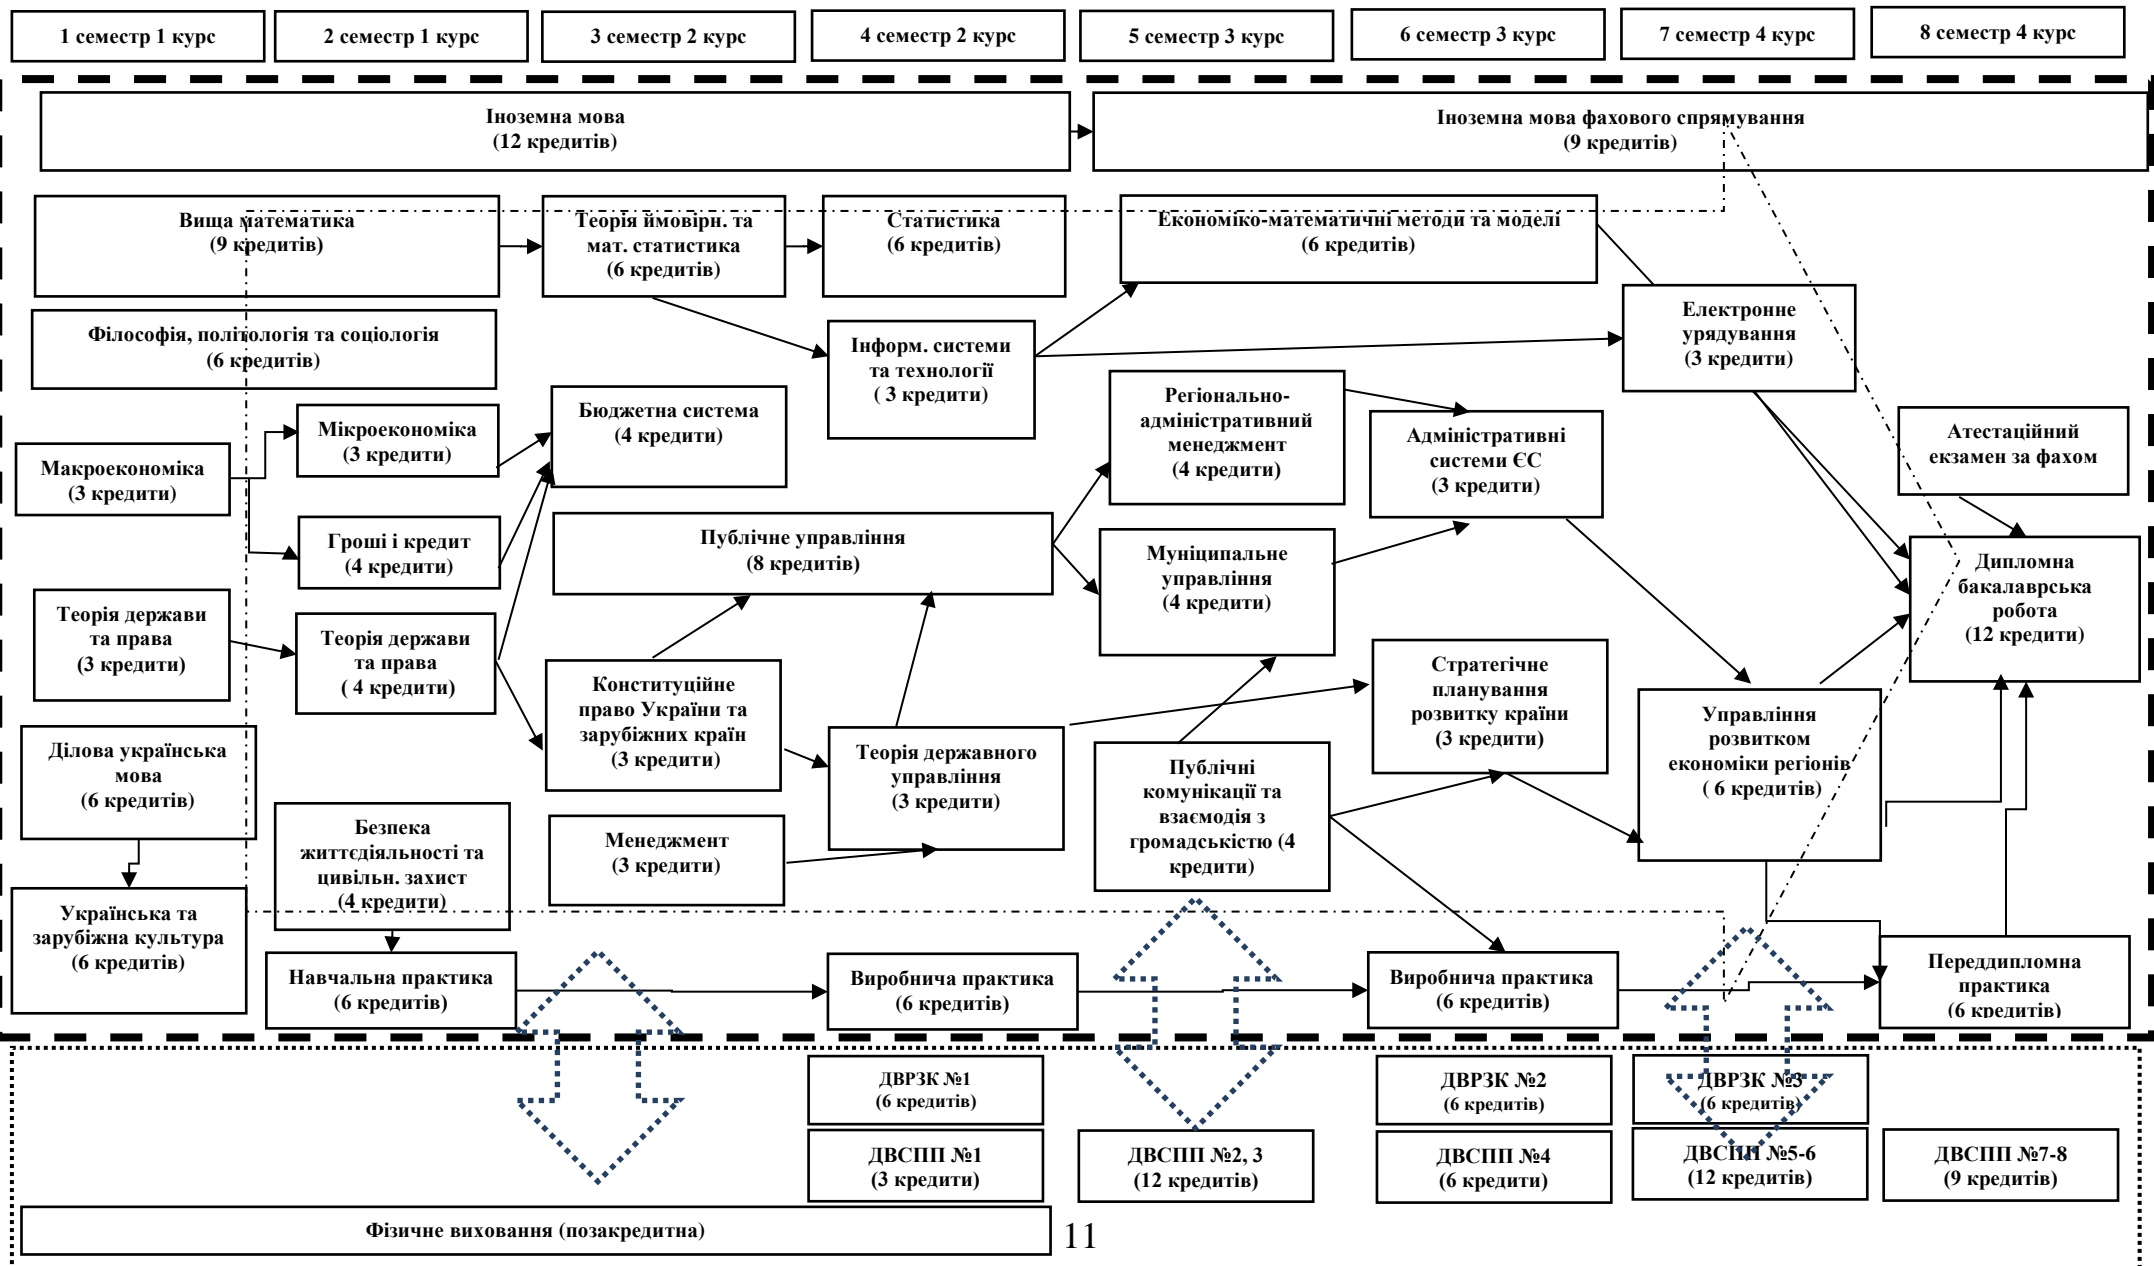 1 семестр 1 курс
2 семестр 1 курс
3 семестр 2 курс
4 семестр 2 курс
5 семестр 3 курс
6 семестр 3 курс
7 семестр 4 курс
8 семестр 4 курс
Іноземна мова
(12 кредитів)
Іноземна мова фахового спрямування
(9 кредитів)
Вища математика
(9 кредитів)
Теорія ймовірн. та
мат. статистика
(6 кредитів)
Статистика
(6 кредитів)
Економіко-математичні методи та моделі
(6 кредитів)
Філософія, політологія та соціологія
(6 кредитів)
Інформ. системи
та технології
( 3 кредити)
Електронне
урядування
(3 кредити)
Макроекономіка
(3 кредити)
Мікроекономіка
(3 кредити)
Бюджетна система
(4 кредити)
Регіонально-
адміністративний
менеджмент
(4 кредити)
Адміністративні
системи ЄС
(3 кредити)
Атестаційний
екзамен за фахом
Гроші і кредит
(4 кредити)
Публічне управління
(8 кредитів)
Муніципальне
управління
(4 кредити)
Дипломна
бакалаврська
робота
(12 кредити)
Теорія держави
та права
(3 кредити)
Теорія держави
та права
( 4 кредити)
Конституційне
право України та
зарубіжних країн
(3 кредити)
Теорія державного
управління
(3 кредити)
Стратегічне
планування
розвитку країни
(3 кредити)
Управління
розвитком
економіки регіонів
( 6 кредитів)
Ділова українська
мова
(6 кредитів)
Безпека
життєдіяльності та
цивільн. захист
(4 кредити)
Менеджмент
(3 кредити)
Публічні
комунікації та
взаємодія з
громадськістю (4
кредити)
Українська та
зарубіжна культура
(6 кредитів)
Навчальна практика
(6 кредитів)
Виробнича практика
(6 кредитів)
Виробнича практика
(6 кредитів)
Переддипломна
практика
(6 кредитів)
ДВРЗК №1
(6 кредитів)
ДВРЗК №2
(6 кредитів)
ДВРЗК №3
(6 кредитів)
ДВСПП №1
(3 кредити)
ДВСПП №2, 3
(12 кредитів)
ДВСПП №4
(6 кредити)
ДВСПП №5-6
(12 кредитів)
ДВСПП №7-8
(9 кредитів)
Фізичне виховання (позакредитна)
11